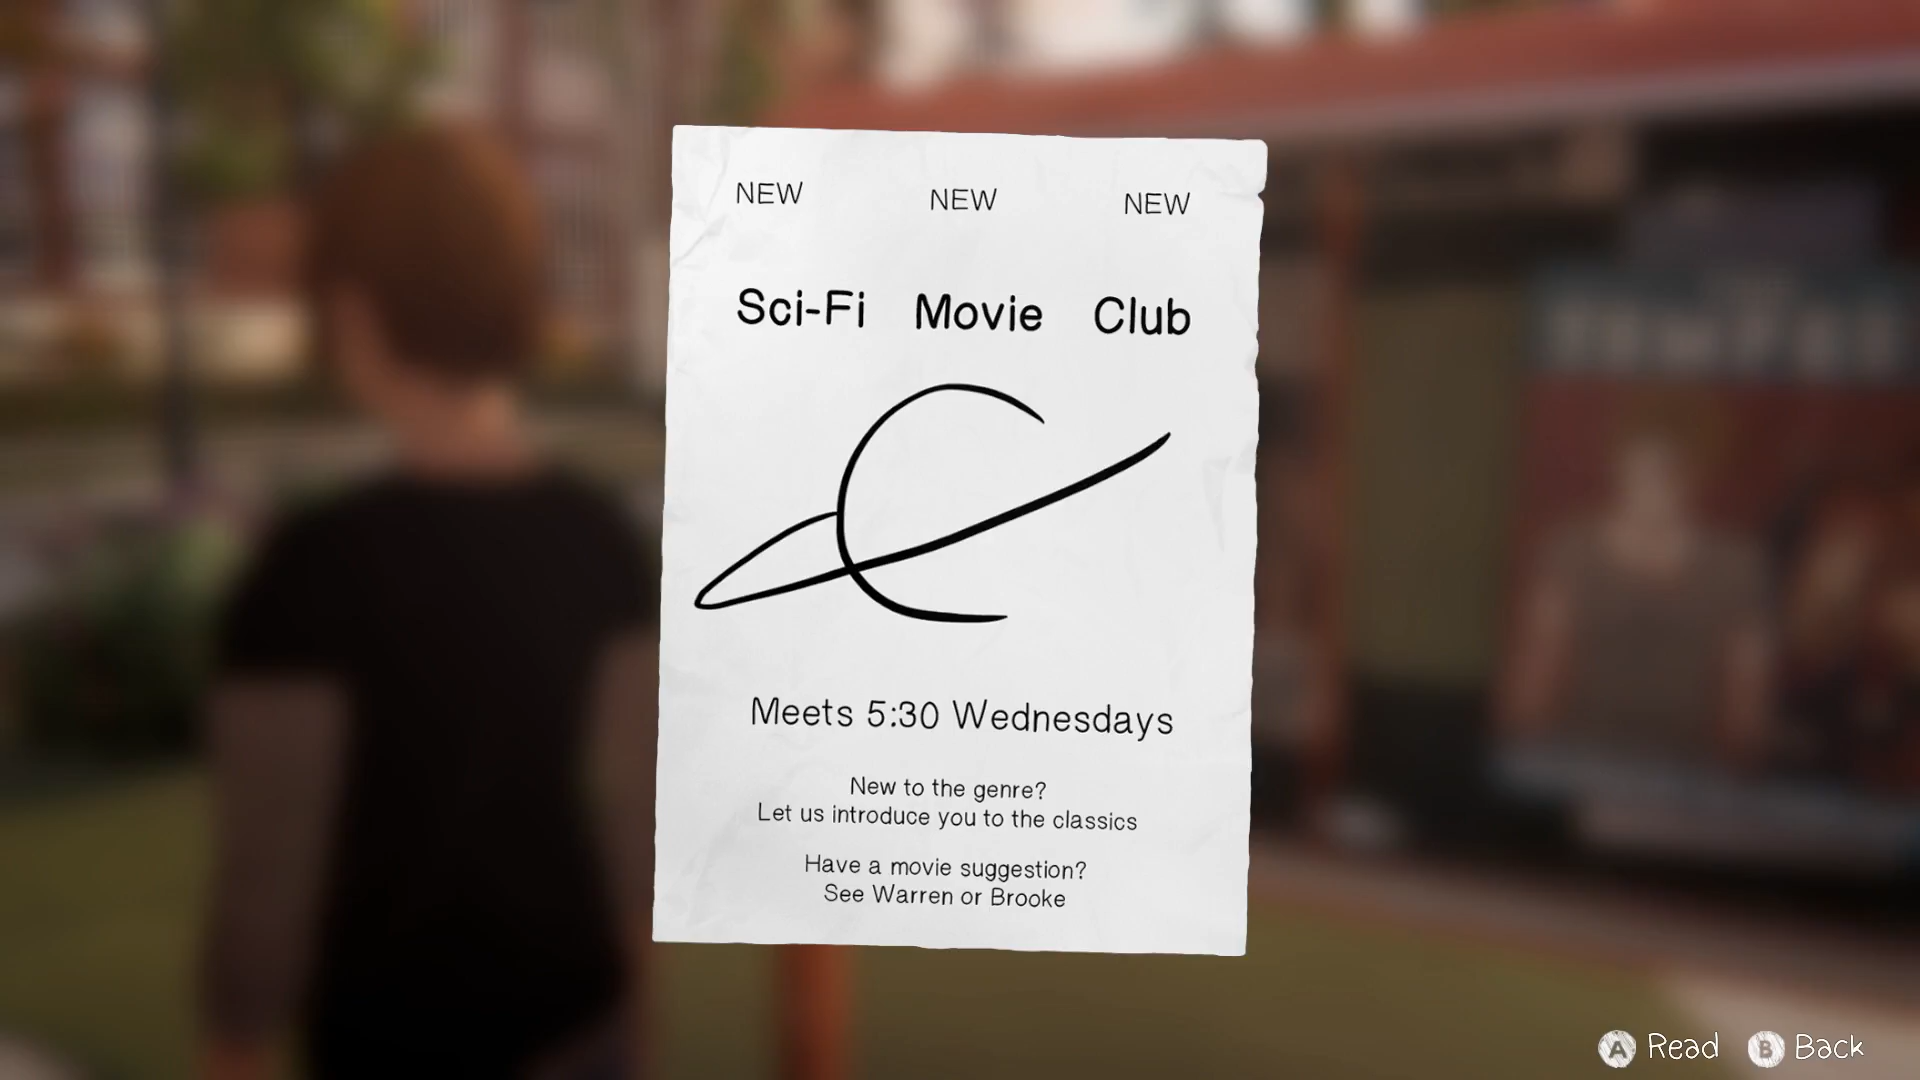 NEW NEW NEW
Sci-Fi Movie Club
Meets 5:30 Wednesdays
New to the genre?
Let us introduce you to the classics
Have a movie suggestion?
See Warren or Brooke
A Read B Back